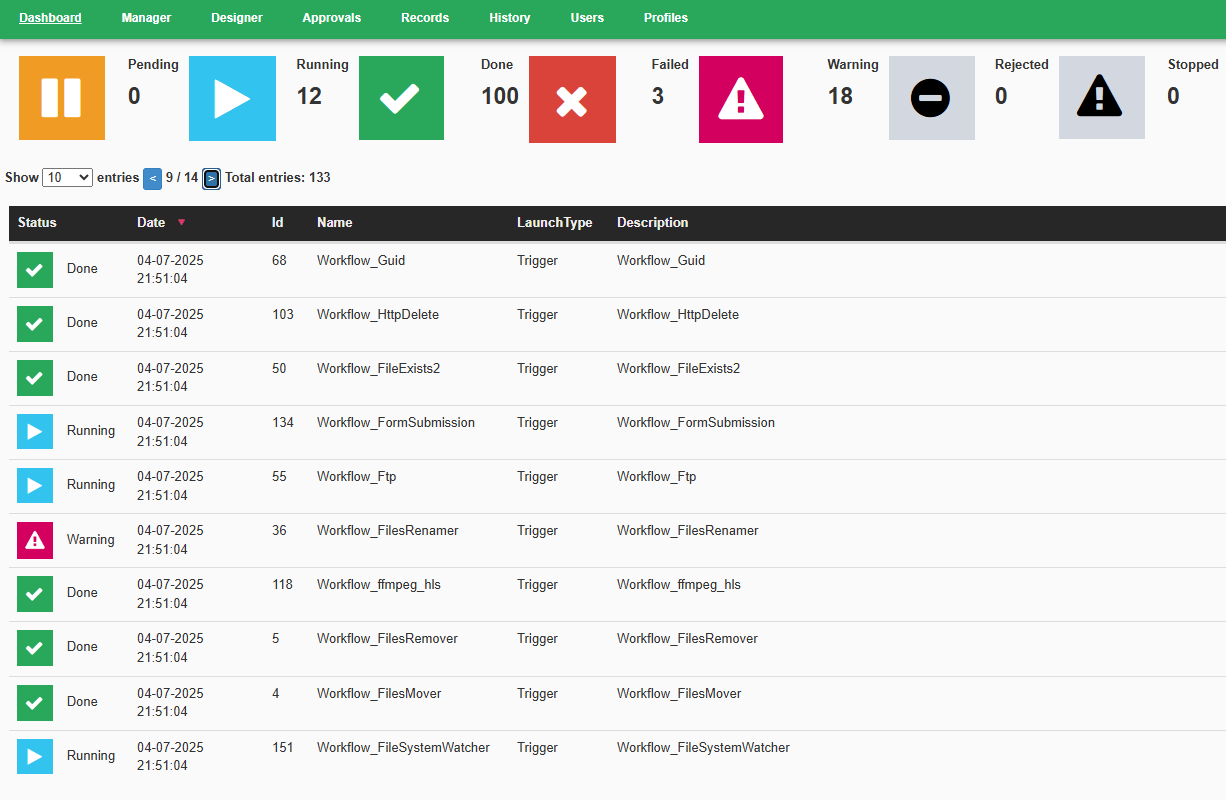 Dashboard Manager Designer Approvals Records History Users Profiles
Pending Running Done Failed Warning Rejected Stopped
0 12 100 3 18 0 0
Show 10 entries < 9 / 14 > Total entries: 133
Status Date Id Name LaunchType Description
Done 04-07-2025 68 Workflow_Guid Trigger Workflow_Guid
21:51:04
Done 04-07-2025 103 Workflow_HttpDelete Trigger Workflow_HttpDelete
21:51:04
Done 04-07-2025 50 Workflow_FileExists2 Trigger Workflow_FileExists2
21:51:04
Running 04-07-2025 134 Workflow_FormSubmission Trigger Workflow_FormSubmission
21:51:04
Running 04-07-2025 55 Workflow_Ftp Trigger Workflow_Ftp
21:51:04
Warning 04-07-2025 36 Workflow_FilesRenamer Trigger Workflow_FilesRenamer
21:51:04
Done 04-07-2025 118 Workflow_ffmpeg_hls Trigger Workflow_ffmpeg_hls
21:51:04
Done 04-07-2025 5 Workflow_FilesRemover Trigger Workflow_FilesRemover
21:51:04
Done 04-07-2025 4 Workflow_FilesMover Trigger Workflow_FilesMover
21:51:04
Running 04-07-2025 151 Workflow_FileSystemWatcher Trigger Workflow_FileSystemWatcher
21:51:04